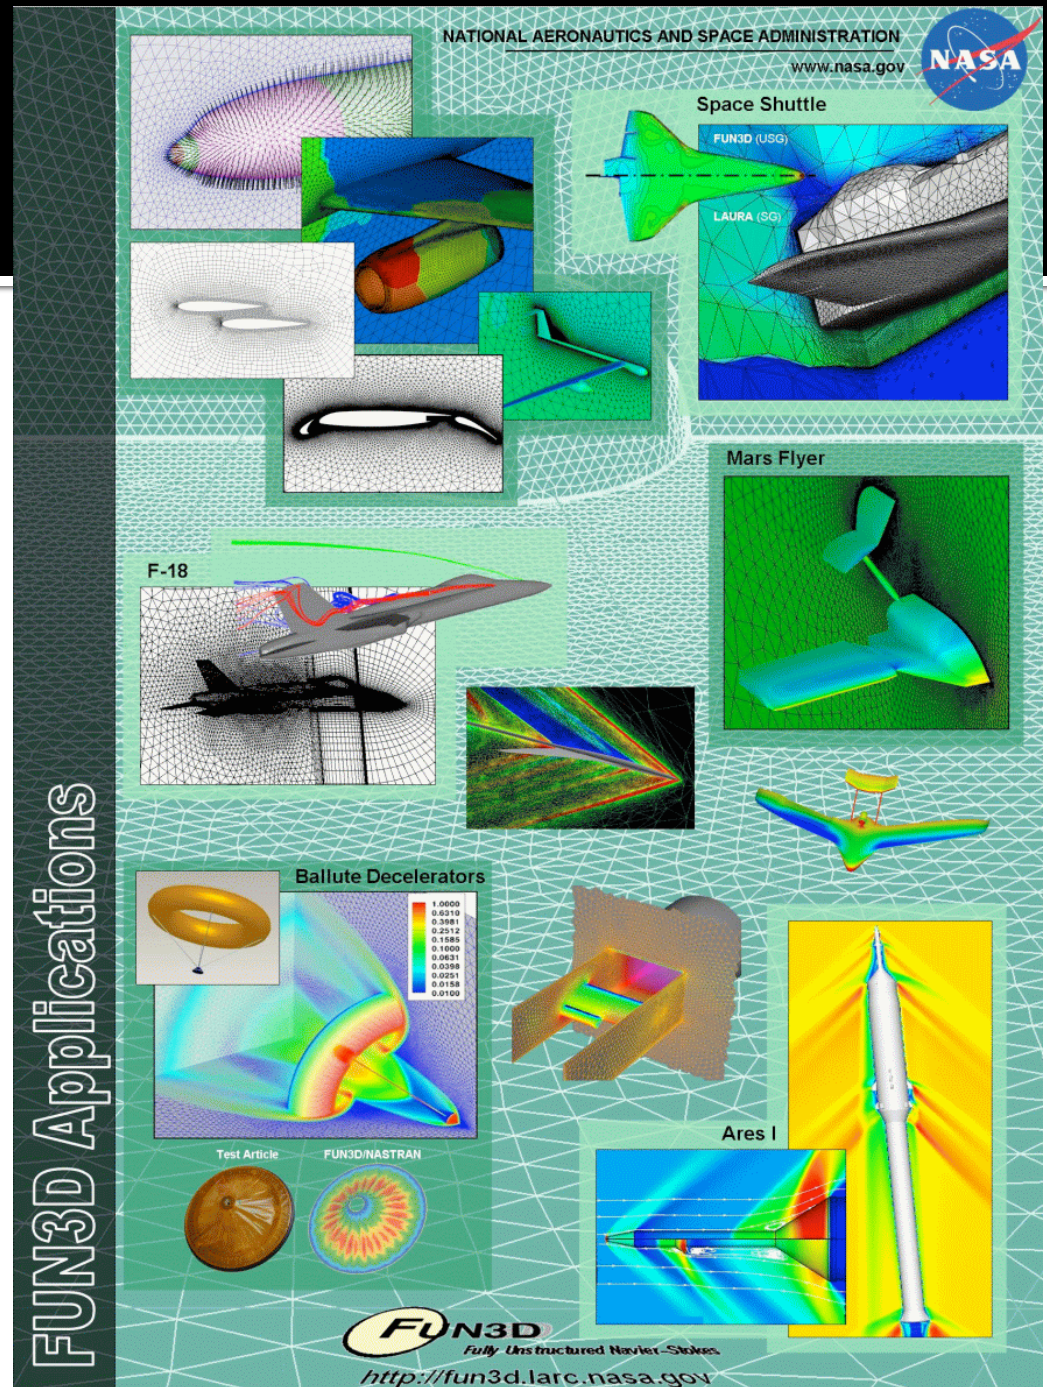 NATIONAL AERONAUTICS AND SPACE ADMINISTRATION
www.nasa.gov
NASA
Space Shuttle
FUN3D (USG)
LAURA (SG)
Mars Flyer
F-18
FUN3D Applications
Ballute Decelerators
1.0000
0.6310
0.3981
0.2512
0.1585
0.1000
0.0631
0.0398
0.0251
0.0158
0.0100
Test Article
FUN3D/NASTRAN
Ares I
FUN3D
Fully Unstructured Navier-Stokes
http://fun3d.larc.nasa.gov